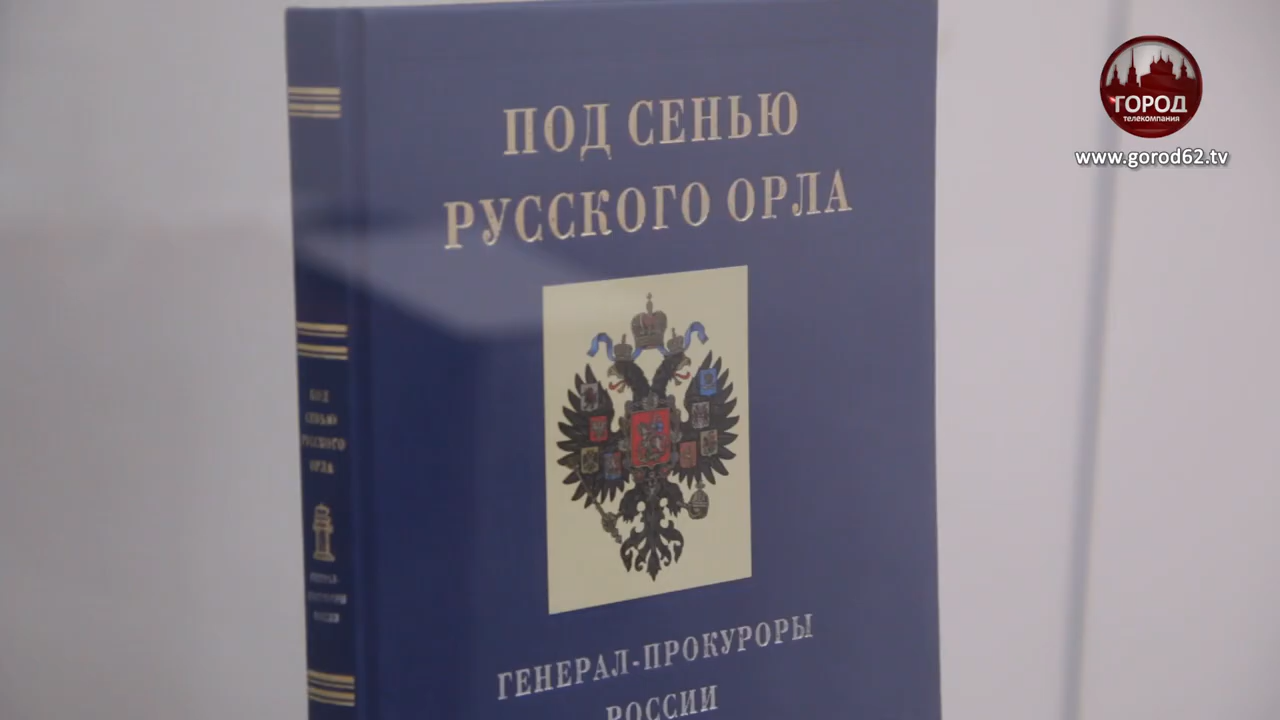 ПОД СЕНЬЮ
РУССКОГО ОРЛА
ГЕНЕРАЛ-ПРОКУРОРЫ
РОССИИ
ПОД
СЕНЬЮ
РУССКОГО
ОРЛА
ГОРОД
телекомпания
www.gorod62.tv